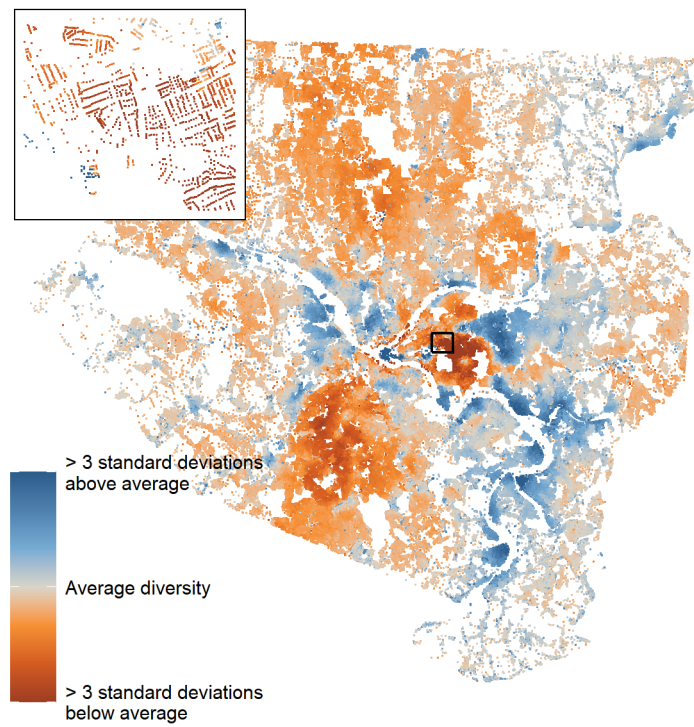 > 3 standard deviations
above average
Average diversity
> 3 standard deviations
below average